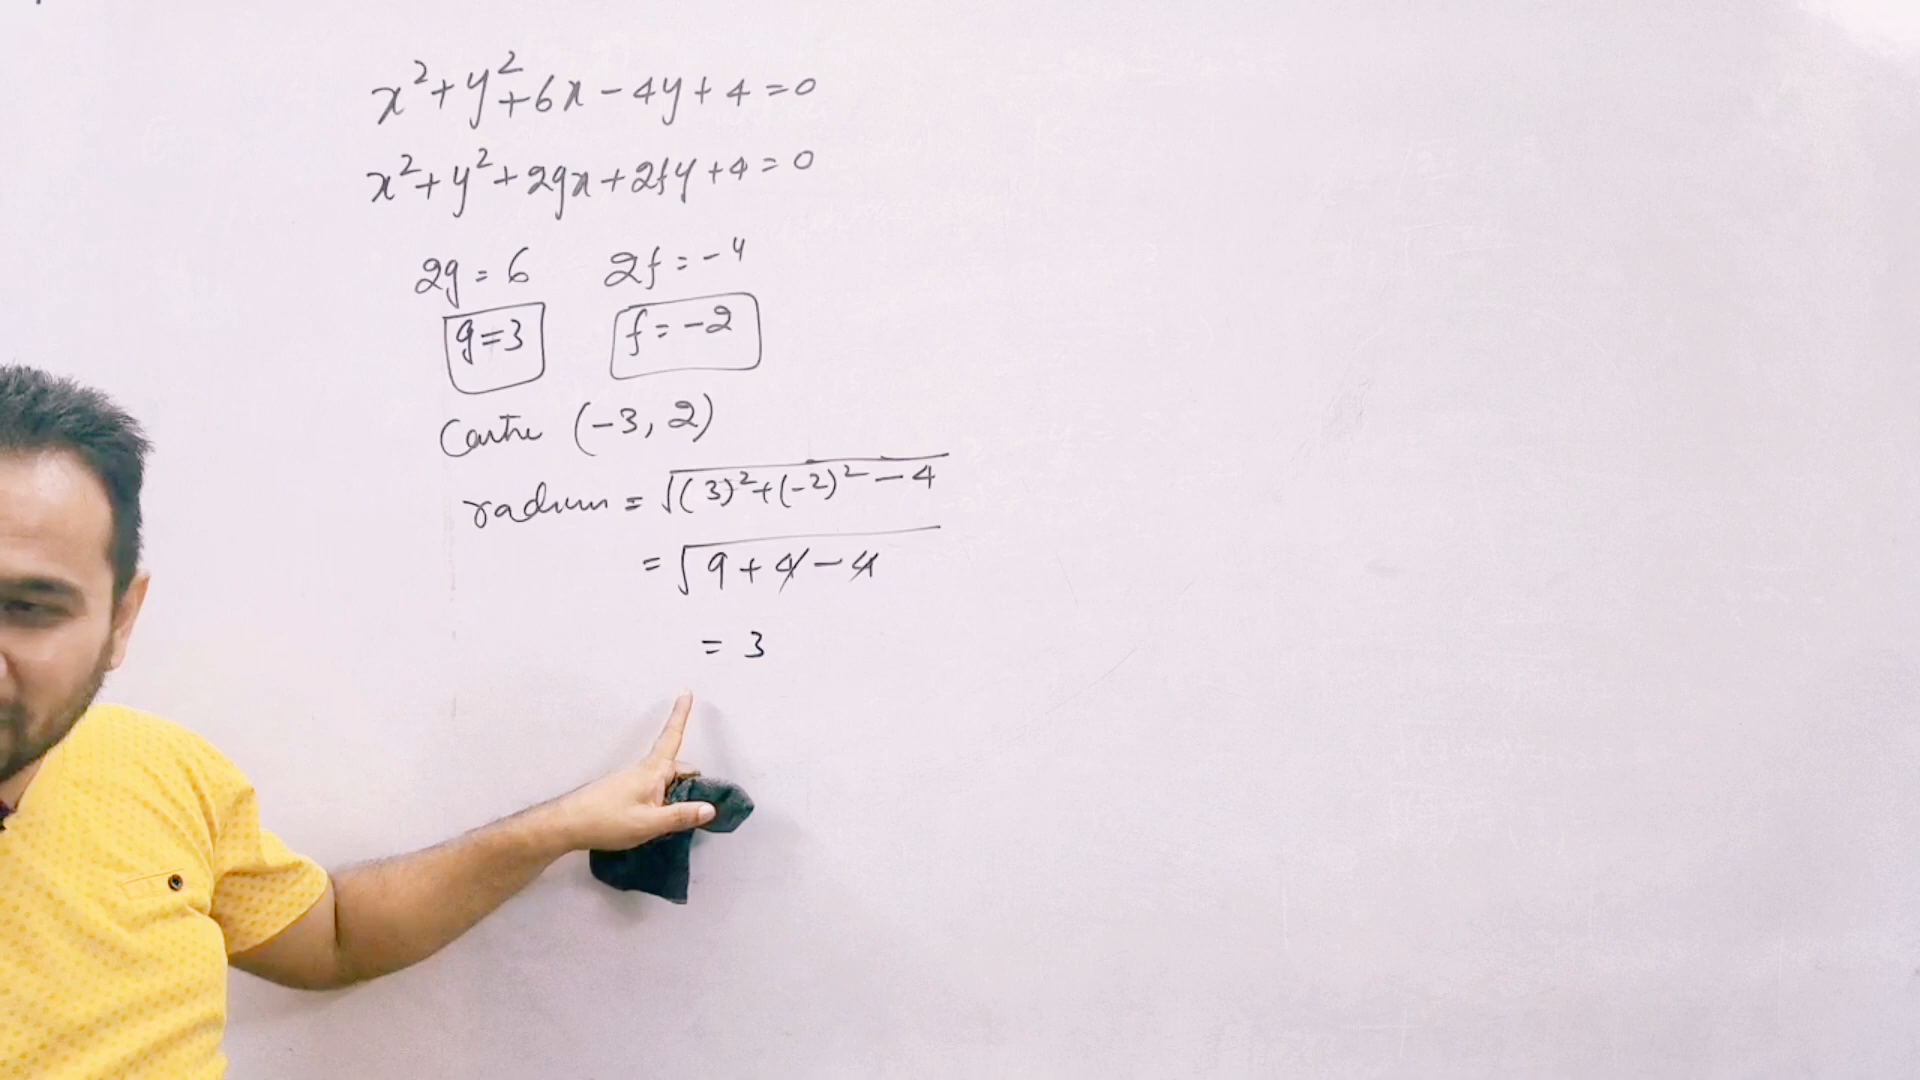 x²+y²+6x-4y+4=0
x²+y²+2gx+2fy+4=0
2g=6 2f=-4
g=3 f=-2
Centre (-3, 2)
radius = √(3)²+(-2)²-4
= √9+4-4
= 3